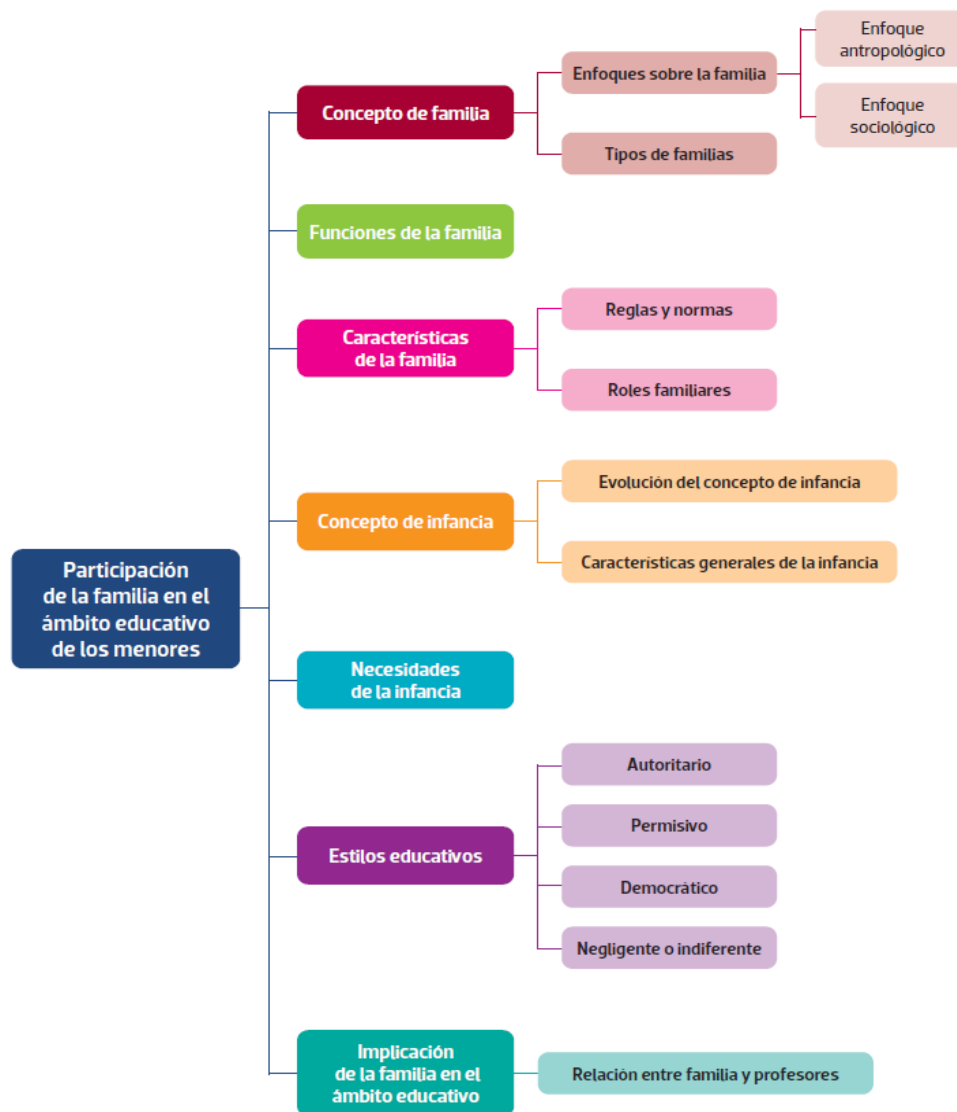 Participación
de la familia en el
ámbito educativo
de los menores
Concepto de familia
Enfoques sobre la familia
Enfoque
antropológico
Enfoque
sociológico
Tipos de familias
Funciones de la familia
Características
de la familia
Reglas y normas
Roles familiares
Concepto de infancia
Evolución del concepto de infancia
Características generales de la infancia
Necesidades
de la infancia
Estilos educativos
Autoritario
Permisivo
Democrático
Negligente o indiferente
Implicación
de la familia en el
ámbito educativo
Relación entre familia y profesores